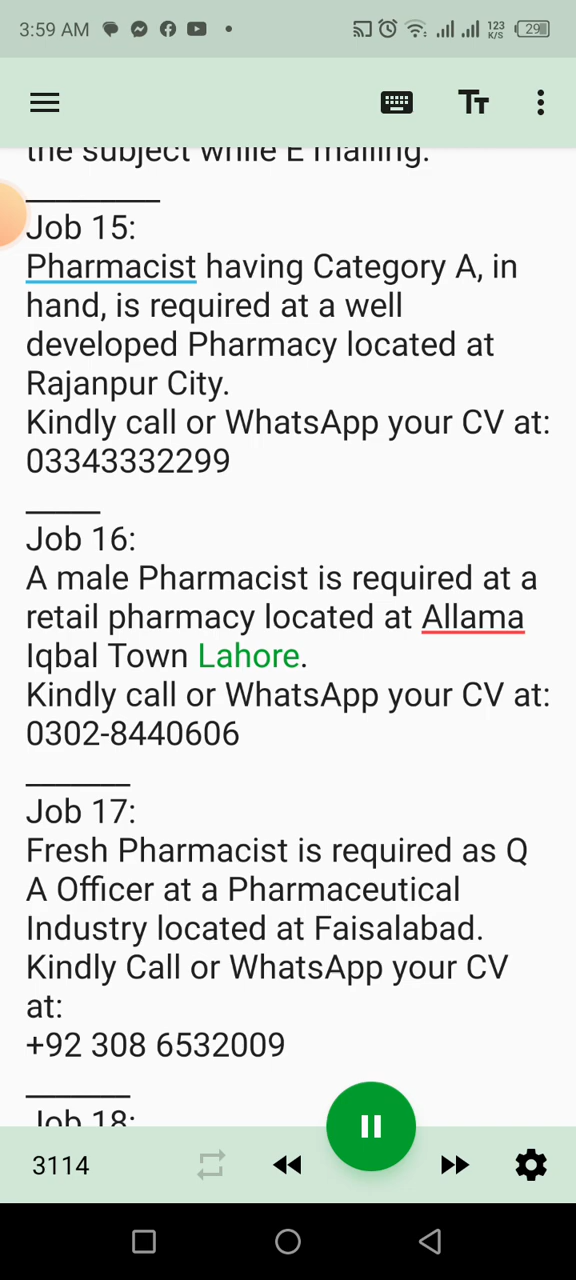 3:59 AM
123
K/S
29
the subject while E mailing.
Job 15:
Pharmacist having Category A, in
hand, is required at a well
developed Pharmacy located at
Rajanpur City.
Kindly call or WhatsApp your CV at:
03343332299
Job 16:
A male Pharmacist is required at a
retail pharmacy located at Allama
Iqbal Town Lahore.
Kindly call or WhatsApp your CV at:
0302-8440606
Job 17:
Fresh Pharmacist is required as Q
A Officer at a Pharmaceutical
Industry located at Faisalabad.
Kindly Call or WhatsApp your CV
at:
+92 308 6532009
Job 18:
3114